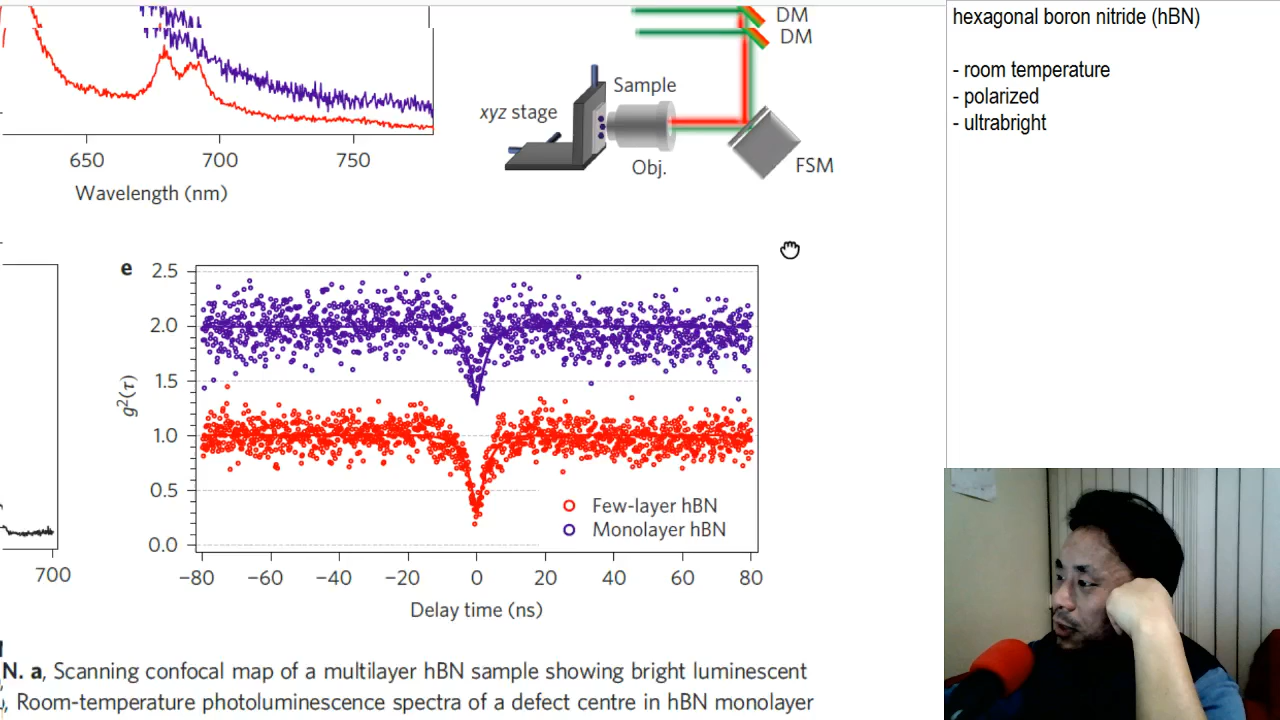 DM
DM
Sample
xyz stage
Obj.
FSM
650
700
750
Wavelength (nm)
hexagonal boron nitride (hBN)
- room temperature
- polarized
- ultrabright
700
e
2.5
2.0
1.5
1.0
0.5
0.0
g²(τ)
Few-layer hBN
Monolayer hBN
−80
−60
−40
−20
0
20
40
60
80
Delay time (ns)
N. a, Scanning confocal map of a multilayer hBN sample showing bright luminescent
, Room-temperature photoluminescence spectra of a defect centre in hBN monolayer